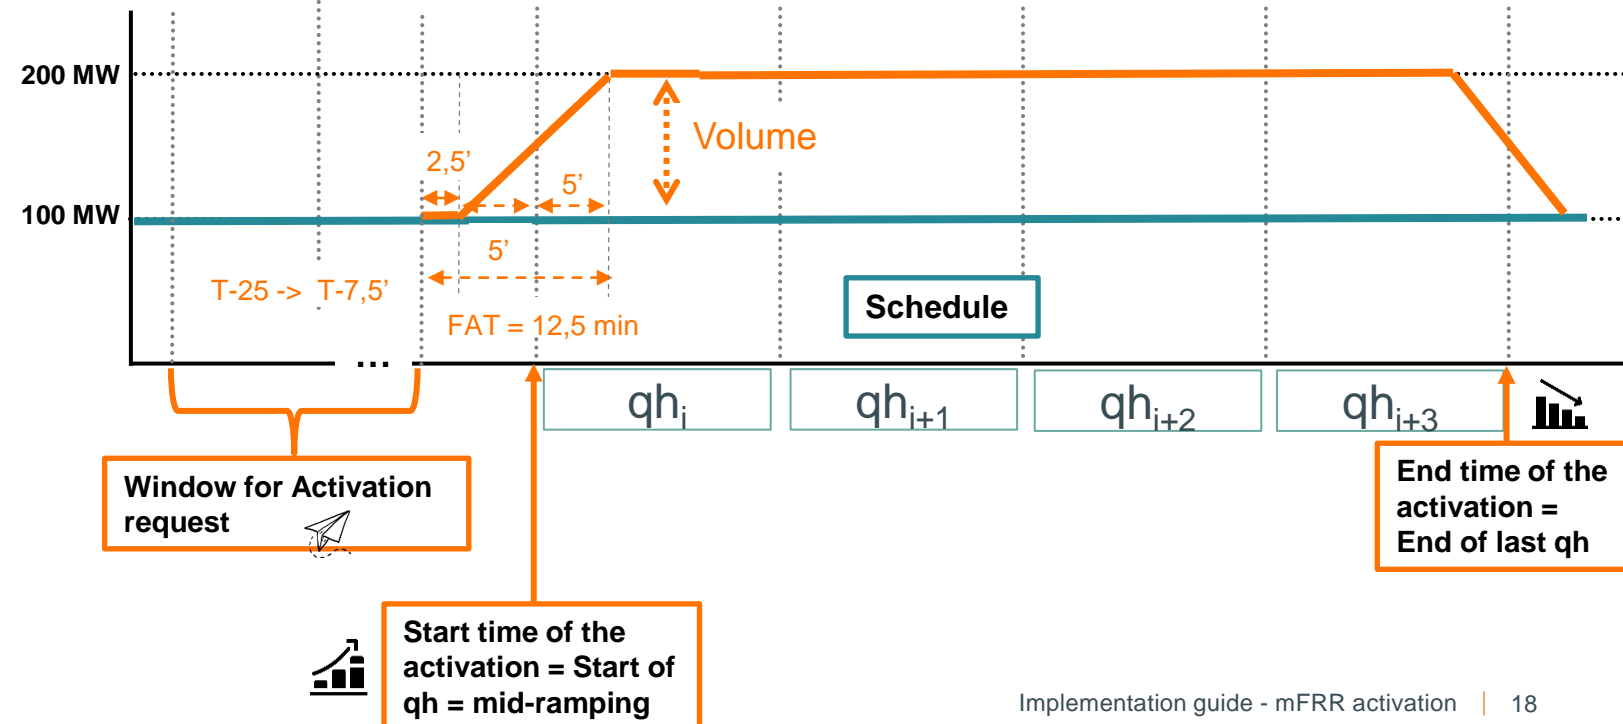 200 MW
Volume
2,5’
5’
100 MW
5’
T-25 -> T-7,5’
FAT = 12,5 min
Schedule
...
qhi
qhi+1
qhi+2
qhi+3
Window for Activation
request
End time of the
activation =
End of last qh
Start time of the
activation = Start of
qh = mid-ramping
Implementation guide - mFRR activation | 18